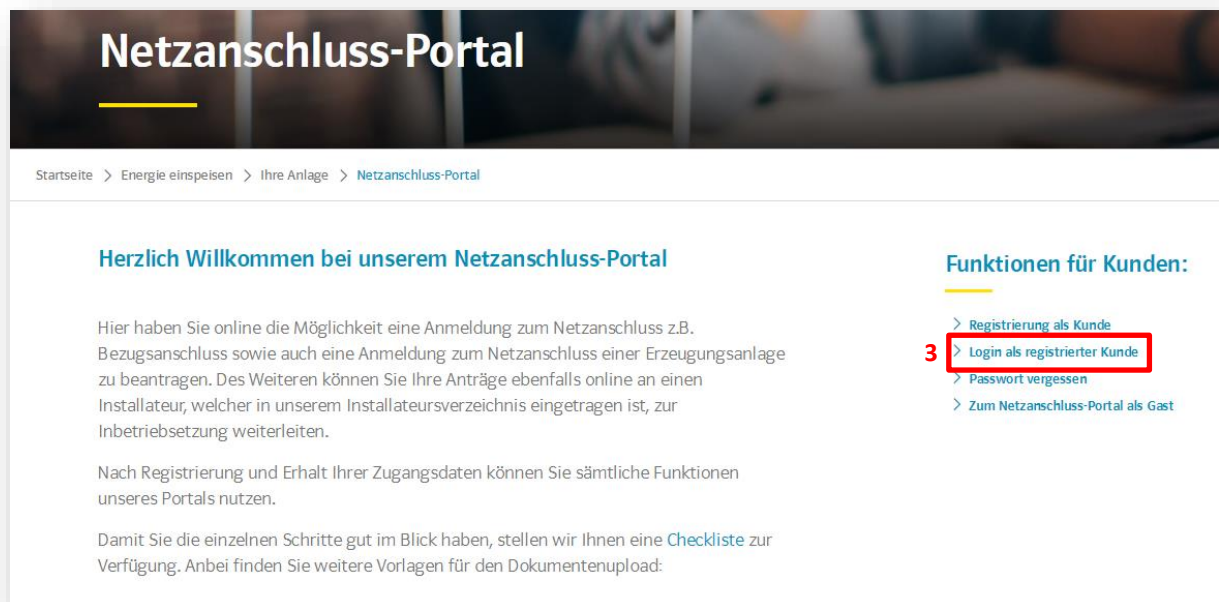 Netzanschluss-Portal
Startseite > Energie einspeisen > Ihre Anlage > Netzanschluss-Portal
Herzlich Willkommen bei unserem Netzanschluss-Portal
Hier haben Sie online die Möglichkeit eine Anmeldung zum Netzanschluss z.B.
Bezugsanschluss sowie auch eine Anmeldung zum Netzanschluss einer Erzeugungsanlage
zu beantragen. Des Weiteren können Sie Ihre Anträge ebenfalls online an einen
Installateur, welcher in unserem Installateursverzeichnis eingetragen ist, zur
Inbetriebsetzung weiterleiten.
Nach Registrierung und Erhalt Ihrer Zugangsdaten können Sie sämtliche Funktionen
unseres Portals nutzen.
Damit Sie die einzelnen Schritte gut im Blick haben, stellen wir Ihnen eine Checkliste zur
Verfügung. Anbei finden Sie weitere Vorlagen für den Dokumentenupload:
Funktionen für Kunden:
> Registrierung als Kunde
3 > Login als registrierter Kunde
> Passwort vergessen
> Zum Netzanschluss-Portal als Gast